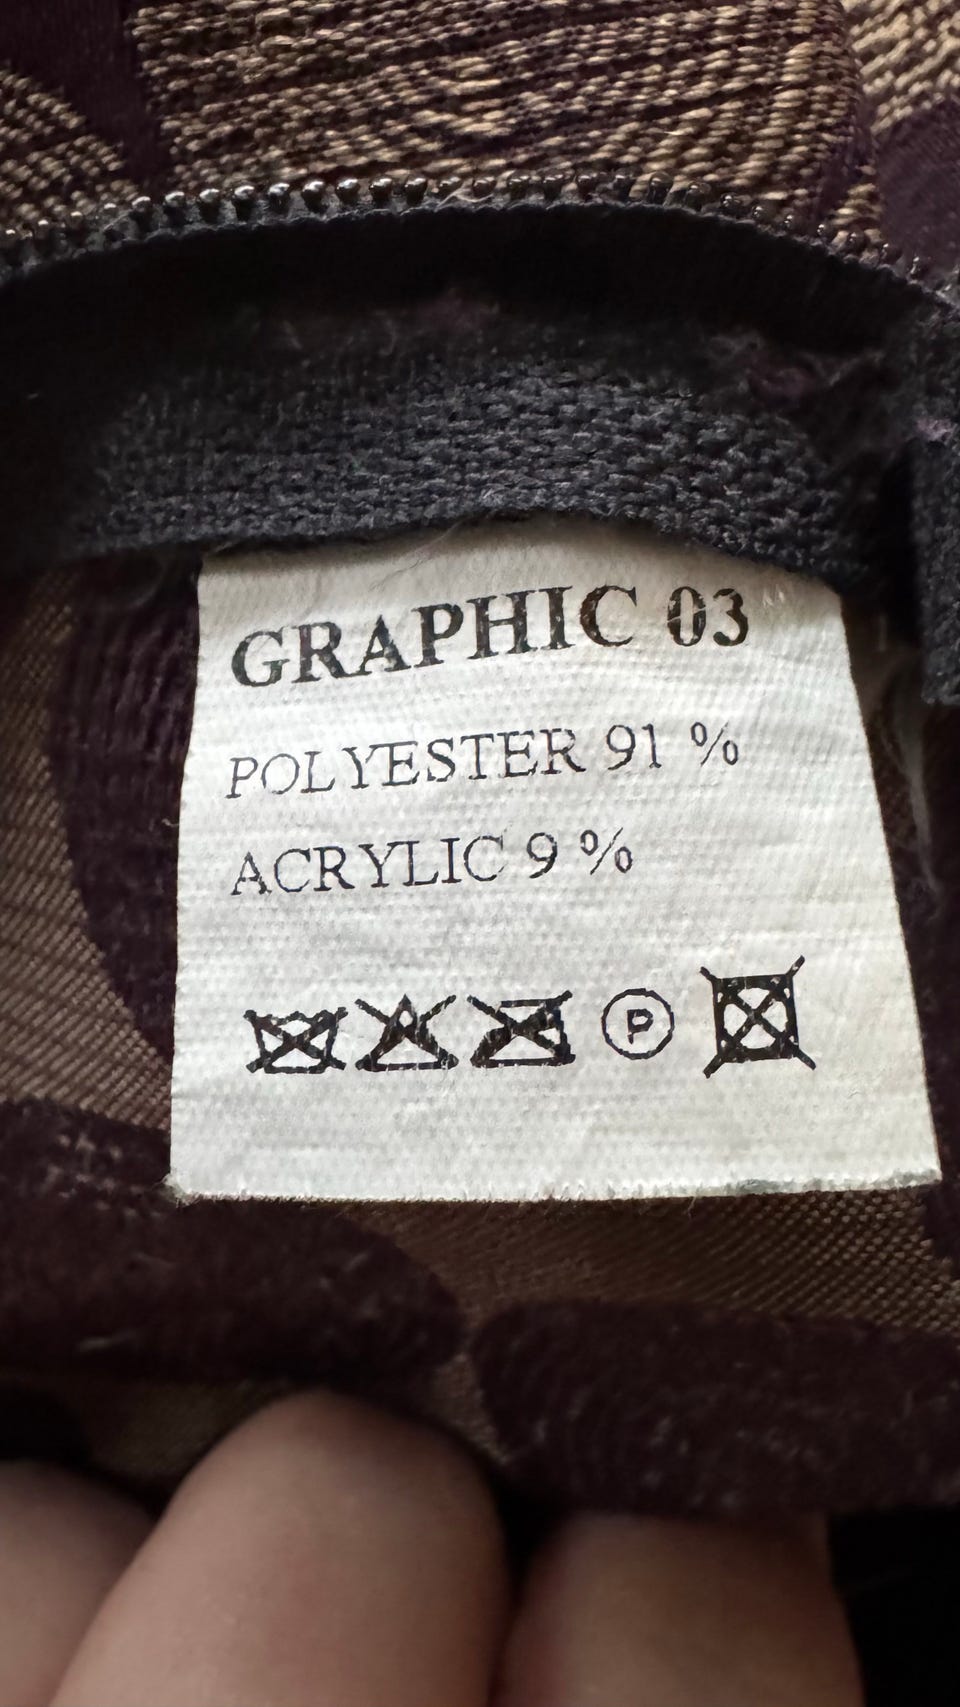 GRAPHIC 03
POLYESTER 91 %
ACRYLIC 9 %
P